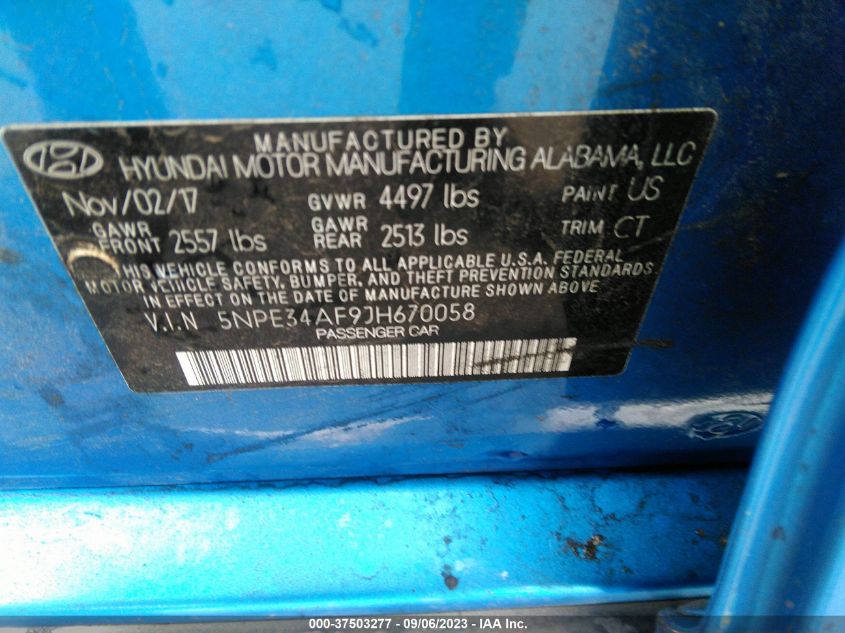 MANUFACTURED BY
HYUNDAI MOTOR MANUFACTURING ALABAMA, LLC
Nov/02/17 GVWR 4497 lbs PAINT US
GAWR FRONT 2557 lbs GAWR REAR 2513 lbs TRIM CT
THIS VEHICLE CONFORMS TO ALL APPLICABLE U.S.A. FEDERAL
MOTOR VEHICLE SAFETY, BUMPER, AND THEFT PREVENTION STANDARDS
IN EFFECT ON THE DATE OF MANUFACTURE SHOWN ABOVE
V.I.N 5NPE34AF9JH670058
PASSENGER CAR
000-37503277 - 09/06/2023 - IAA Inc.